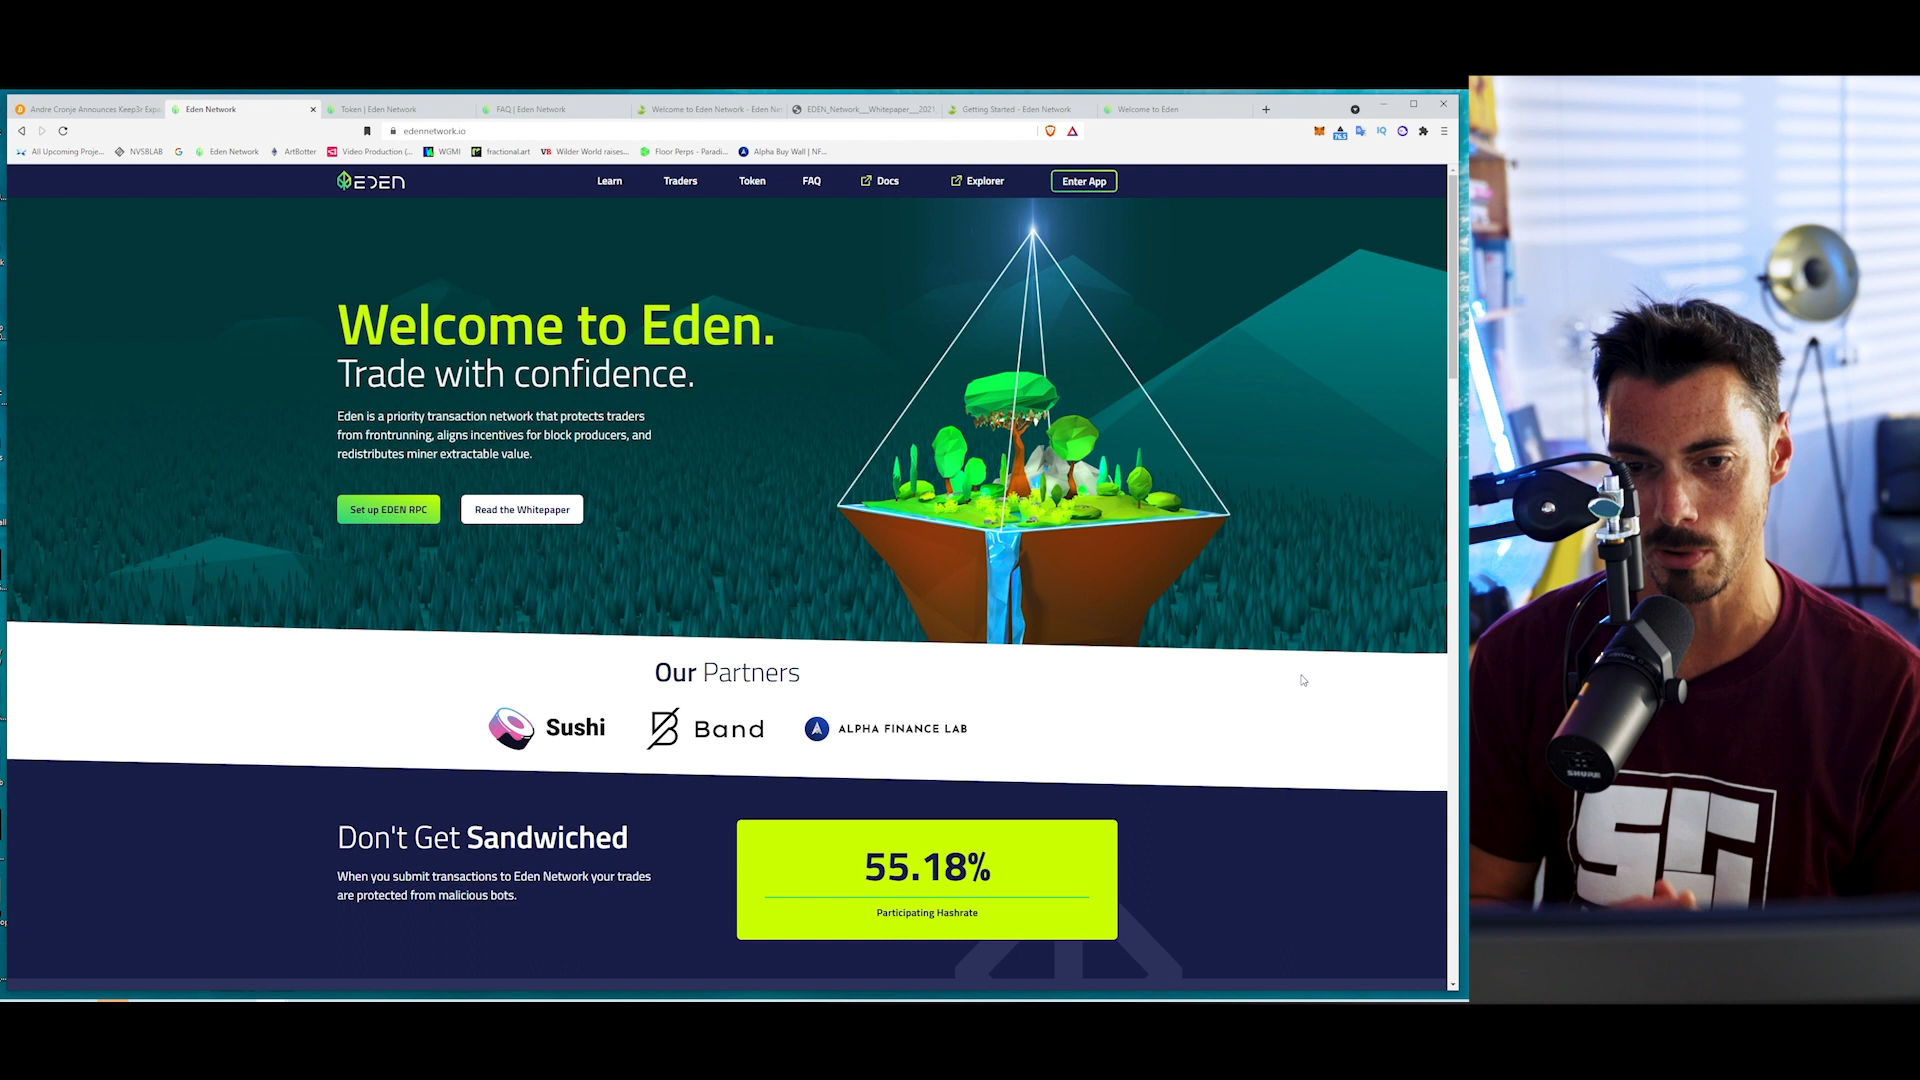 Andre Cronje Announces Keep3r Exp
Eden Network
Token | Eden Network
FAQ | Eden Network
Welcome to Eden Network - Eden Ne
EDEN_Network__Whitepaper__2021
Getting Started - Eden Network
Welcome to Eden
edennetwork.io
76.5
IQ
All Upcoming Proje...
NVSBLAB
Eden Network
ArtBotter
Video Production (...
WGMI
fractional.art
VB Wilder World raises...
Floor Perps - Paradi...
Alpha Buy Wall | NF...
EDEN
Learn
Traders
Token
FAQ
Docs
Explorer
Enter App
Welcome to Eden.
Trade with confidence.
Eden is a priority transaction network that protects traders
from frontrunning, aligns incentives for block producers, and
redistributes miner extractable value.
Set up EDEN RPC
Read the Whitepaper
Our Partners
Sushi
Band
ALPHA FINANCE LAB
Don't Get Sandwiched
When you submit transactions to Eden Network your trades
are protected from malicious bots.
55.18%
Participating Hashrate
SHURE